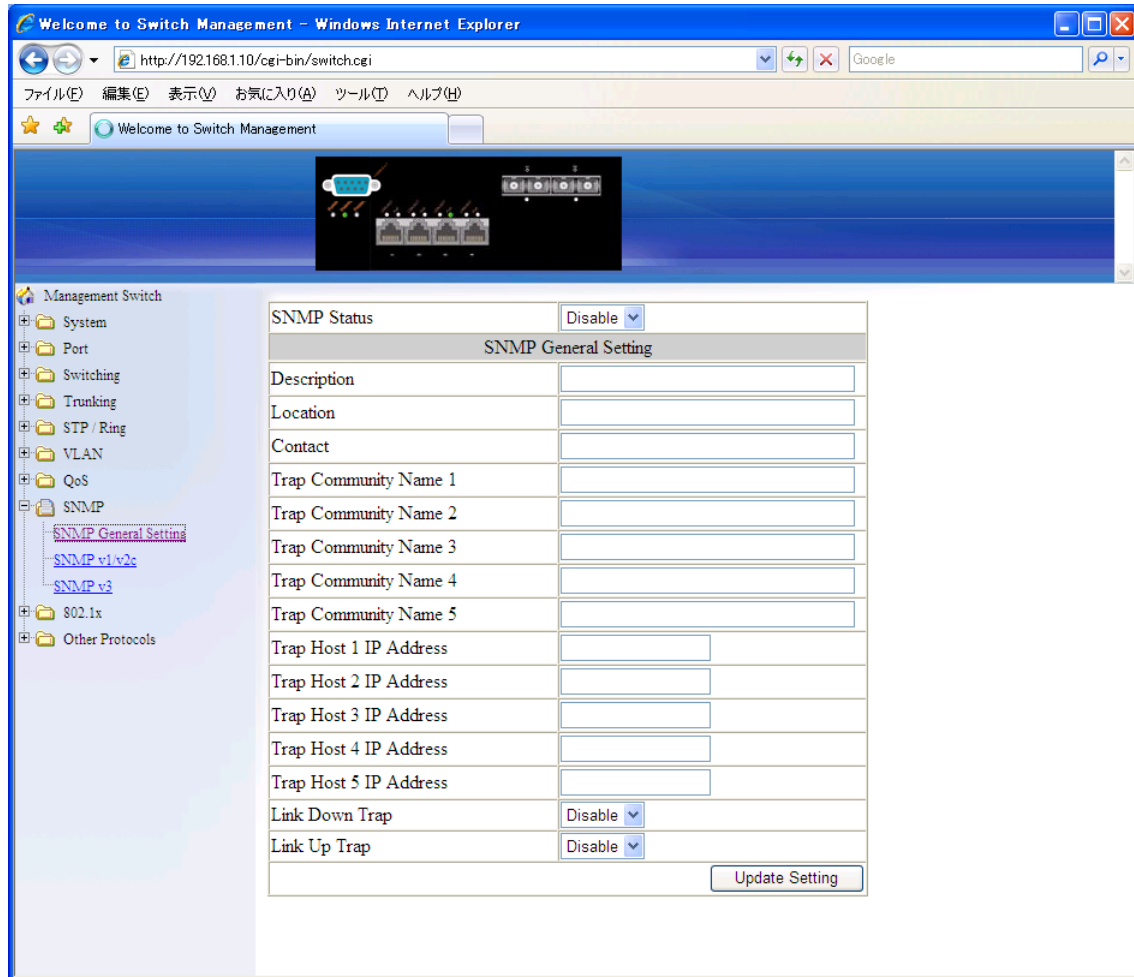 Welcome to Switch Management - Windows Internet Explorer
http://192.168.1.10/cgi-bin/switch.cgi
Google
ファイル(F) 編集(E) 表示(V) お気に入り(A) ツール(T) ヘルプ(H)
Welcome to Switch Management
Management Switch
System
Port
Switching
Trunking
STP / Ring
VLAN
QoS
SNMP
SNMP General Setting
SNMP v1/v2c
SNMP v3
802.1x
Other Protocols
SNMP Status Disable
SNMP General Setting
Description
Location
Contact
Trap Community Name 1
Trap Community Name 2
Trap Community Name 3
Trap Community Name 4
Trap Community Name 5
Trap Host 1 IP Address
Trap Host 2 IP Address
Trap Host 3 IP Address
Trap Host 4 IP Address
Trap Host 5 IP Address
Link Down Trap Disable
Link Up Trap Disable
Update Setting